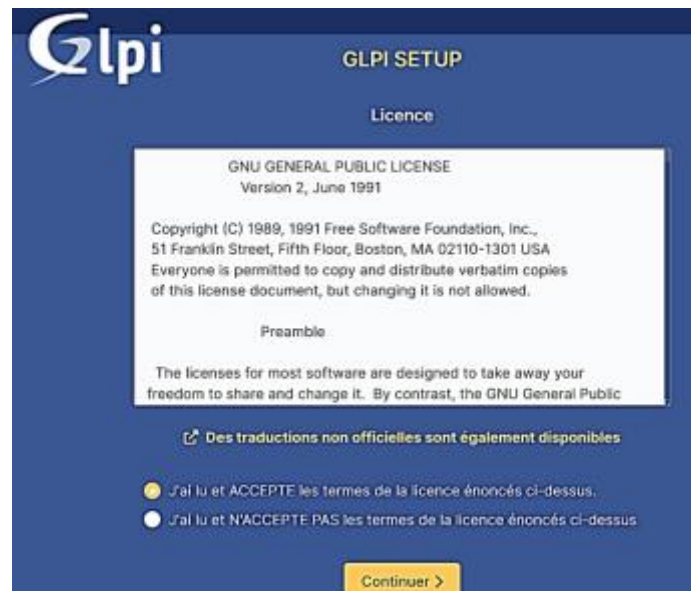 Glpi
GLPI SETUP
Licence
GNU GENERAL PUBLIC LICENSE
Version 2, June 1991
Copyright (C) 1989, 1991 Free Software Foundation, Inc.,
51 Franklin Street, Fifth Floor, Boston, MA 02110-1301 USA
Everyone is permitted to copy and distribute verbatim copies
of this license document, but changing it is not allowed.
Preamble
The licenses for most software are designed to take away your
freedom to share and change it. By contrast, the GNU General Public
Des traductions non officielles sont également disponibles
J'ai lu et ACCEPTE les termes de la licence énoncés ci-dessus.
J'ai lu et N'ACCEPTE PAS les termes de la licence énoncés ci-dessus
Continuer >